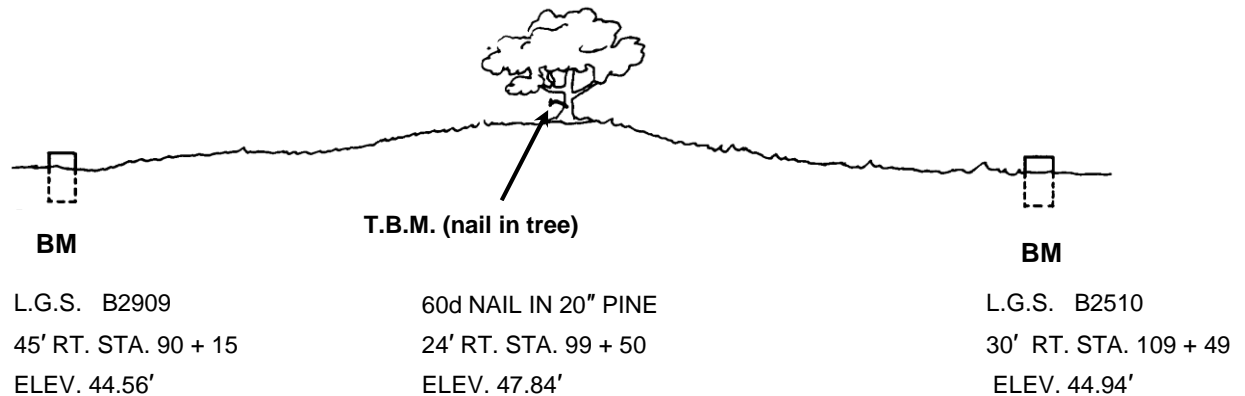 T.B.M. (nail in tree)
BM
BM
L.G.S. B2909
45′ RT. STA. 90 + 15
ELEV. 44.56′
60d NAIL IN 20″ PINE
24′ RT. STA. 99 + 50
ELEV. 47.84′
L.G.S. B2510
30′ RT. STA. 109 + 49
ELEV. 44.94′